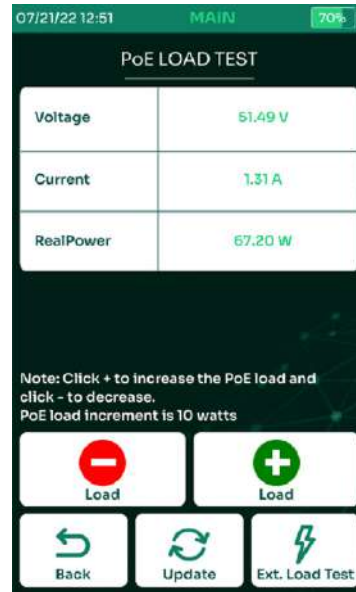 07/21/22 12:51 MAIN 70%
PoE LOAD TEST
Voltage 51.49 V
Current 1.31 A
RealPower 67.20 W
Note: Click + to increase the PoE load and
click - to decrease.
PoE load increment is 10 watts
Load Load
Back Update Ext. Load Test